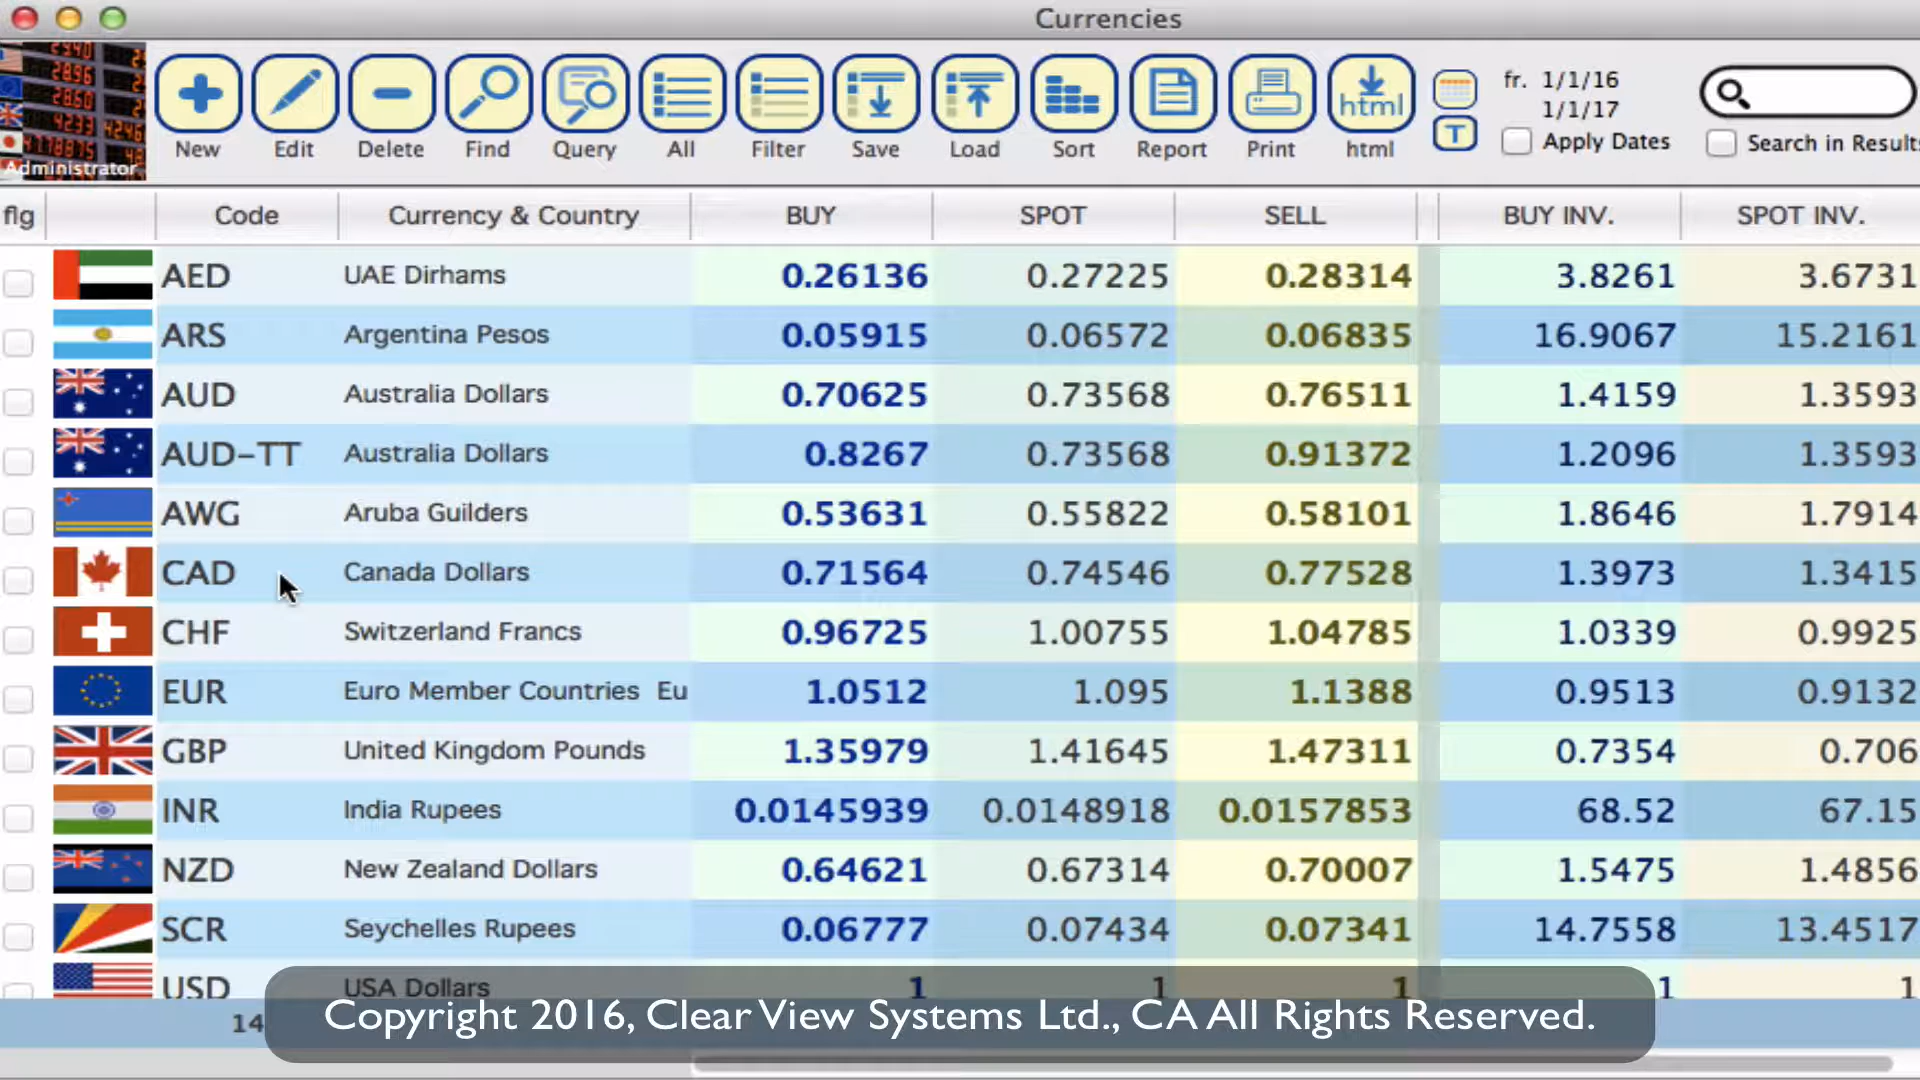 Currencies
Administrator
New Edit Delete Find Query All Filter Save Load Sort Report Print html html T
fr. 1/1/16
1/1/17
Apply Dates
Search in Results
flg Code Currency & Country BUY SPOT SELL BUY INV. SPOT INV.
AED UAE Dirhams 0.26136 0.27225 0.28314 3.8261 3.6731
ARS Argentina Pesos 0.05915 0.06572 0.06835 16.9067 15.2161
AUD Australia Dollars 0.70625 0.73568 0.76511 1.4159 1.3593
AUD-TT Australia Dollars 0.8267 0.73568 0.91372 1.2096 1.3593
AWG Aruba Guilders 0.53631 0.55822 0.58101 1.8646 1.7914
CAD Canada Dollars 0.71564 0.74546 0.77528 1.3973 1.3415
CHF Switzerland Francs 0.96725 1.00755 1.04785 1.0339 0.9925
EUR Euro Member Countries Eu 1.0512 1.095 1.1388 0.9513 0.9132
GBP United Kingdom Pounds 1.35979 1.41645 1.47311 0.7354 0.706
INR India Rupees 0.0145939 0.0148918 0.0157853 68.52 67.15
NZD New Zealand Dollars 0.64621 0.67314 0.70007 1.5475 1.4856
SCR Seychelles Rupees 0.06777 0.07434 0.07341 14.7558 13.4517
USD USA Dollars 1 1 1 1 1
14
Copyright 2016, Clear View Systems Ltd., CA All Rights Reserved.